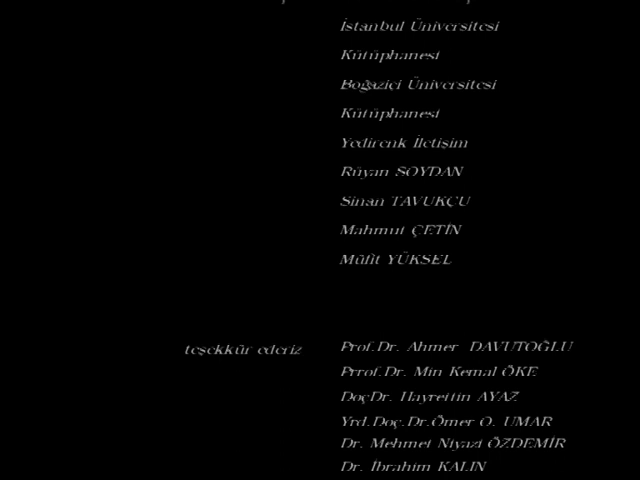 İstanbul Üniversitesi
Kütüphanesi
Boğaziçi Üniversitesi
Kütüphanesi
Yedirenk İletişim
Rüyan SOYDAN
Sinan TAVUKÇU
Mahmut ÇETİN
Müfit YÜKSEL
teşekkür ederiz
Prof.Dr. Ahmet DAVUTOĞLU
Prrof.Dr. Mim Kemal ÖKE
DoçDr. Hayrettin AYAZ
Yrd.Doç.Dr.Ömer O. UMAR
Dr. Mehmet Niyazi ÖZDEMİR
Dr. İbrahim KALIN